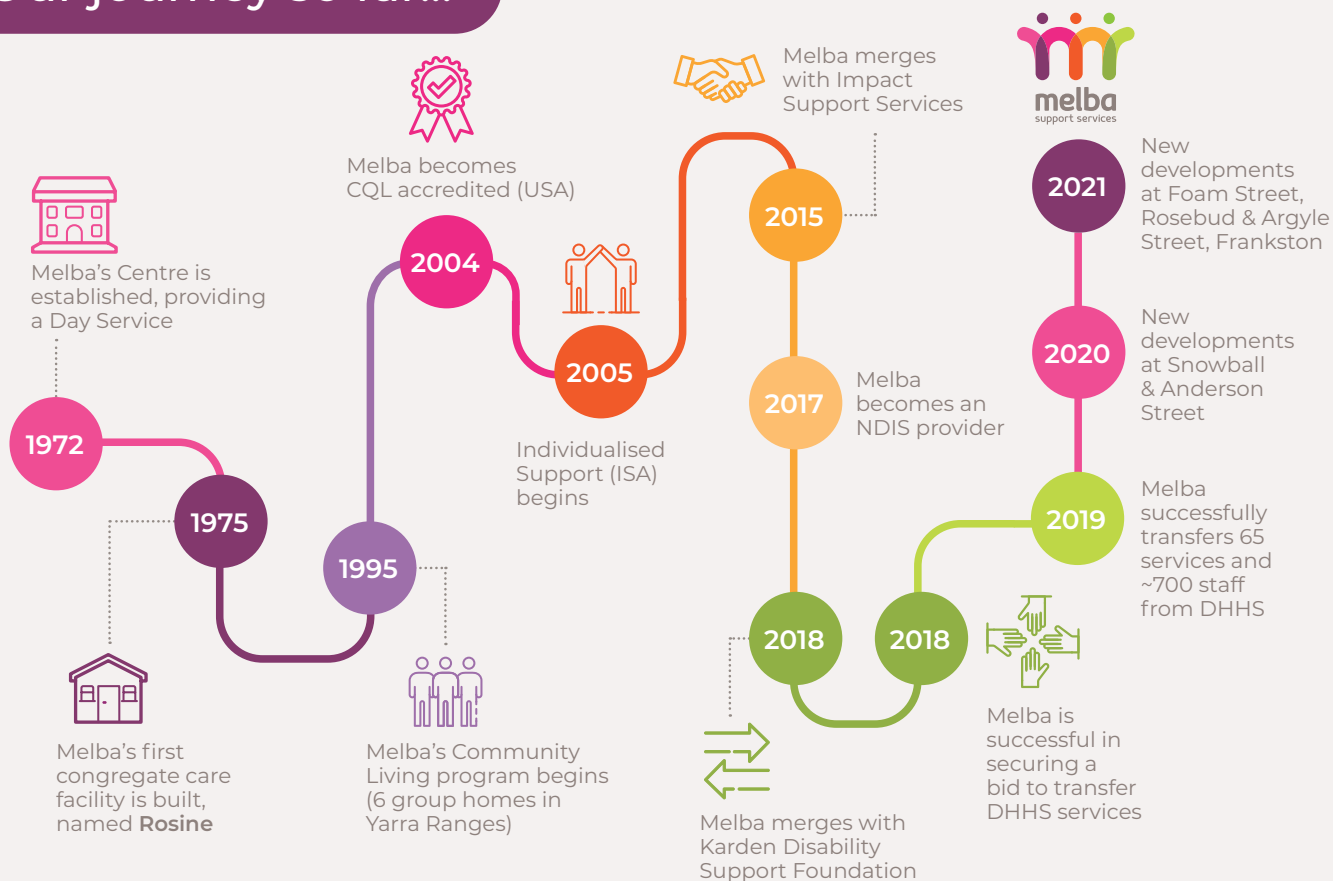 Our journey so far...
melba
support services
Melba's Centre is
established, providing
a Day Service
1972
1975
Melba's first
congregate care
facility is built,
named Rosine
1995
Melba's Community
Living program begins
(6 group homes in
Yarra Ranges)
Melba becomes
CQL accredited (USA)
2004
2005
Individualised
Support (ISA)
begins
Melba merges
with Impact
Support Services
2015
2017
Melba
becomes an
NDIS provider
2018
Melba merges with
Karden Disability
Support Foundation
2018
Melba is
successful in
securing a
bid to transfer
DHHS services
2019
Melba
successfully
transfers 65
services and
~700 staff
from DHHS
2020
New
developments
at Snowball
& Anderson
Street
2021
New
developments
at Foam Street,
Rosebud & Argyle
Street, Frankston